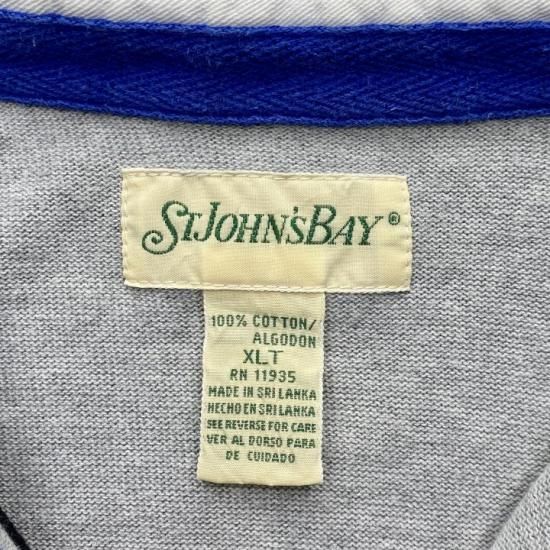 ST. JOHN'S BAY®
100% COTTON/
ALGODON
XLT
RN 11935
MADE IN SRI LANKA
HECHO EN SRI LANKA
SEE REVERSE FOR CARE
VER AL DORSO PARA
DE CUIDADO